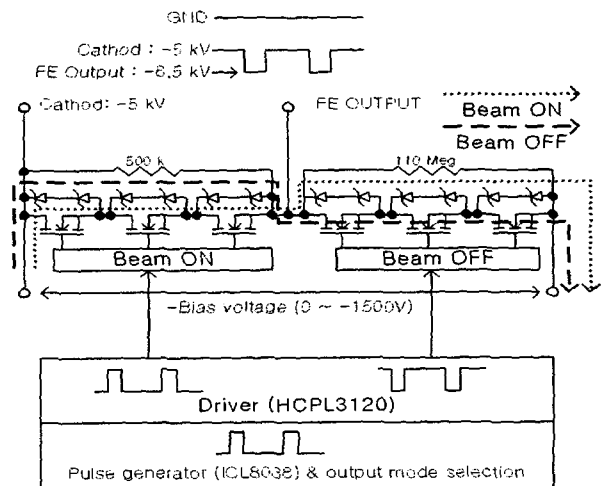 GND
Cathod : -5 kV
FE Output : -6.5 kV
Cathod: -5 kV
FE OUTPUT
Beam ON
Beam OFF
500 k
110 Meg
Beam ON
Beam OFF
-Bias voltage (0 ~ -1500V)
Driver (HCPL3120)
Pulse generator (ICL8038) & output mode selection